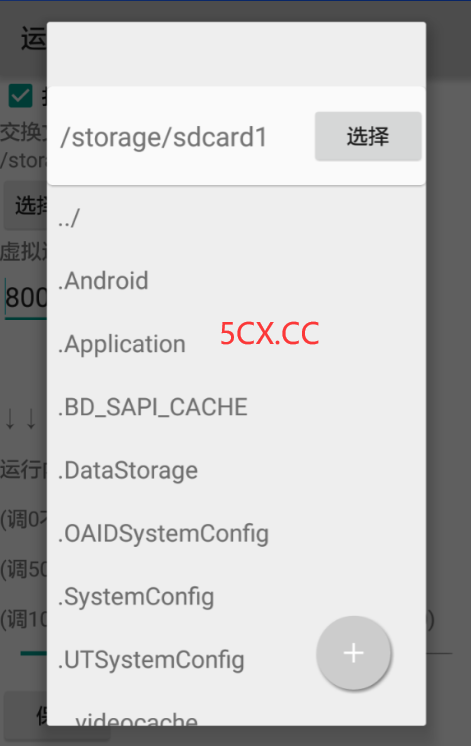 运
/storage/sdcard1
选择
交换
/stor
../
选择
虚拟
.Android
800
.Application
5CX.CC
.BD_SAPI_CACHE
↓↓
运行
.DataStorage
(调0
.OAIDSystemConfig
(调50
.SystemConfig
(调10
)
.UTSystemConfig
+
保
.videocache